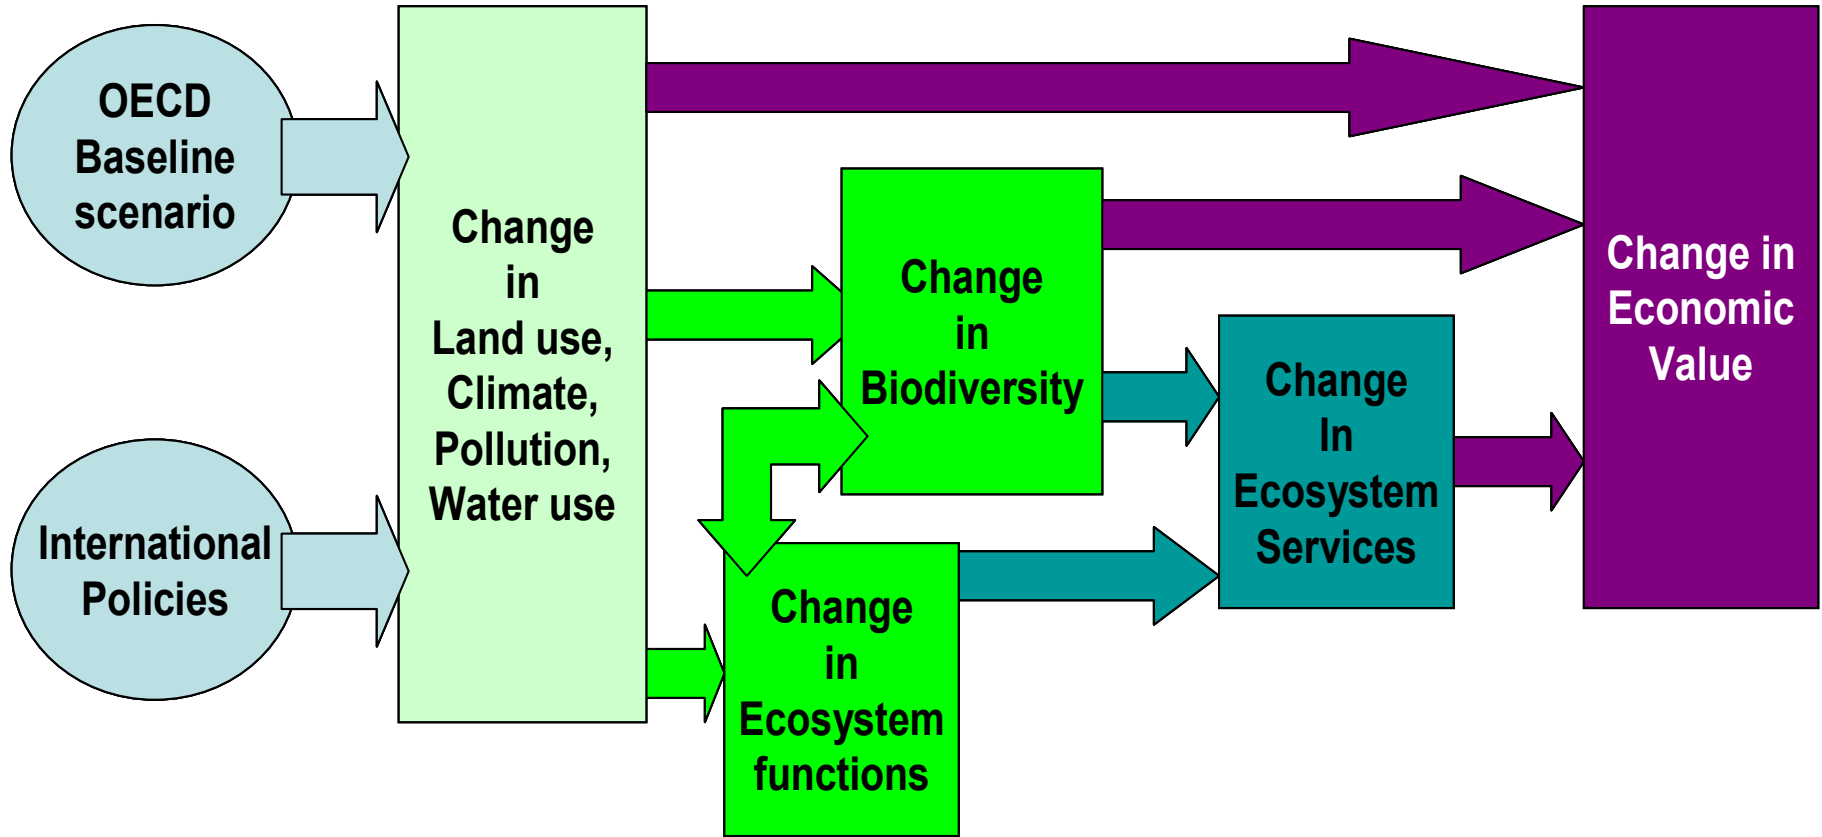 OECD
Baseline
scenario
International
Policies
Change
in
Land use,
Climate,
Pollution,
Water use
Change
in
Biodiversity
Change
in
Ecosystem
functions
Change
In
Ecosystem
Services
Change in
Economic
Value